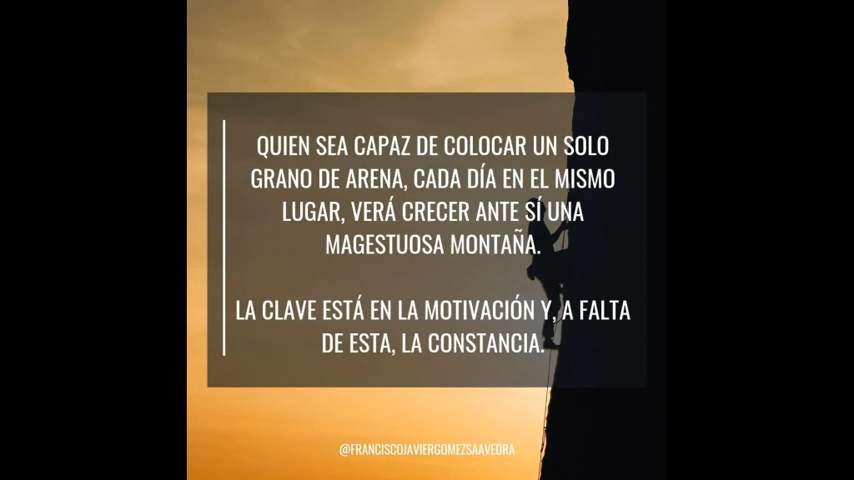 QUIEN SEA CAPAZ DE COLOCAR UN SOLO
GRANO DE ARENA, CADA DÍA EN EL MISMO
LUGAR, VERÁ CRECER ANTE SÍ UNA
MAGESTUOSA MONTAÑA.
LA CLAVE ESTÁ EN LA MOTIVACIÓN Y, A FALTA
DE ESTA, LA CONSTANCIA.
@FRANCISCOJAVIERGOMEZSAAVEDRA